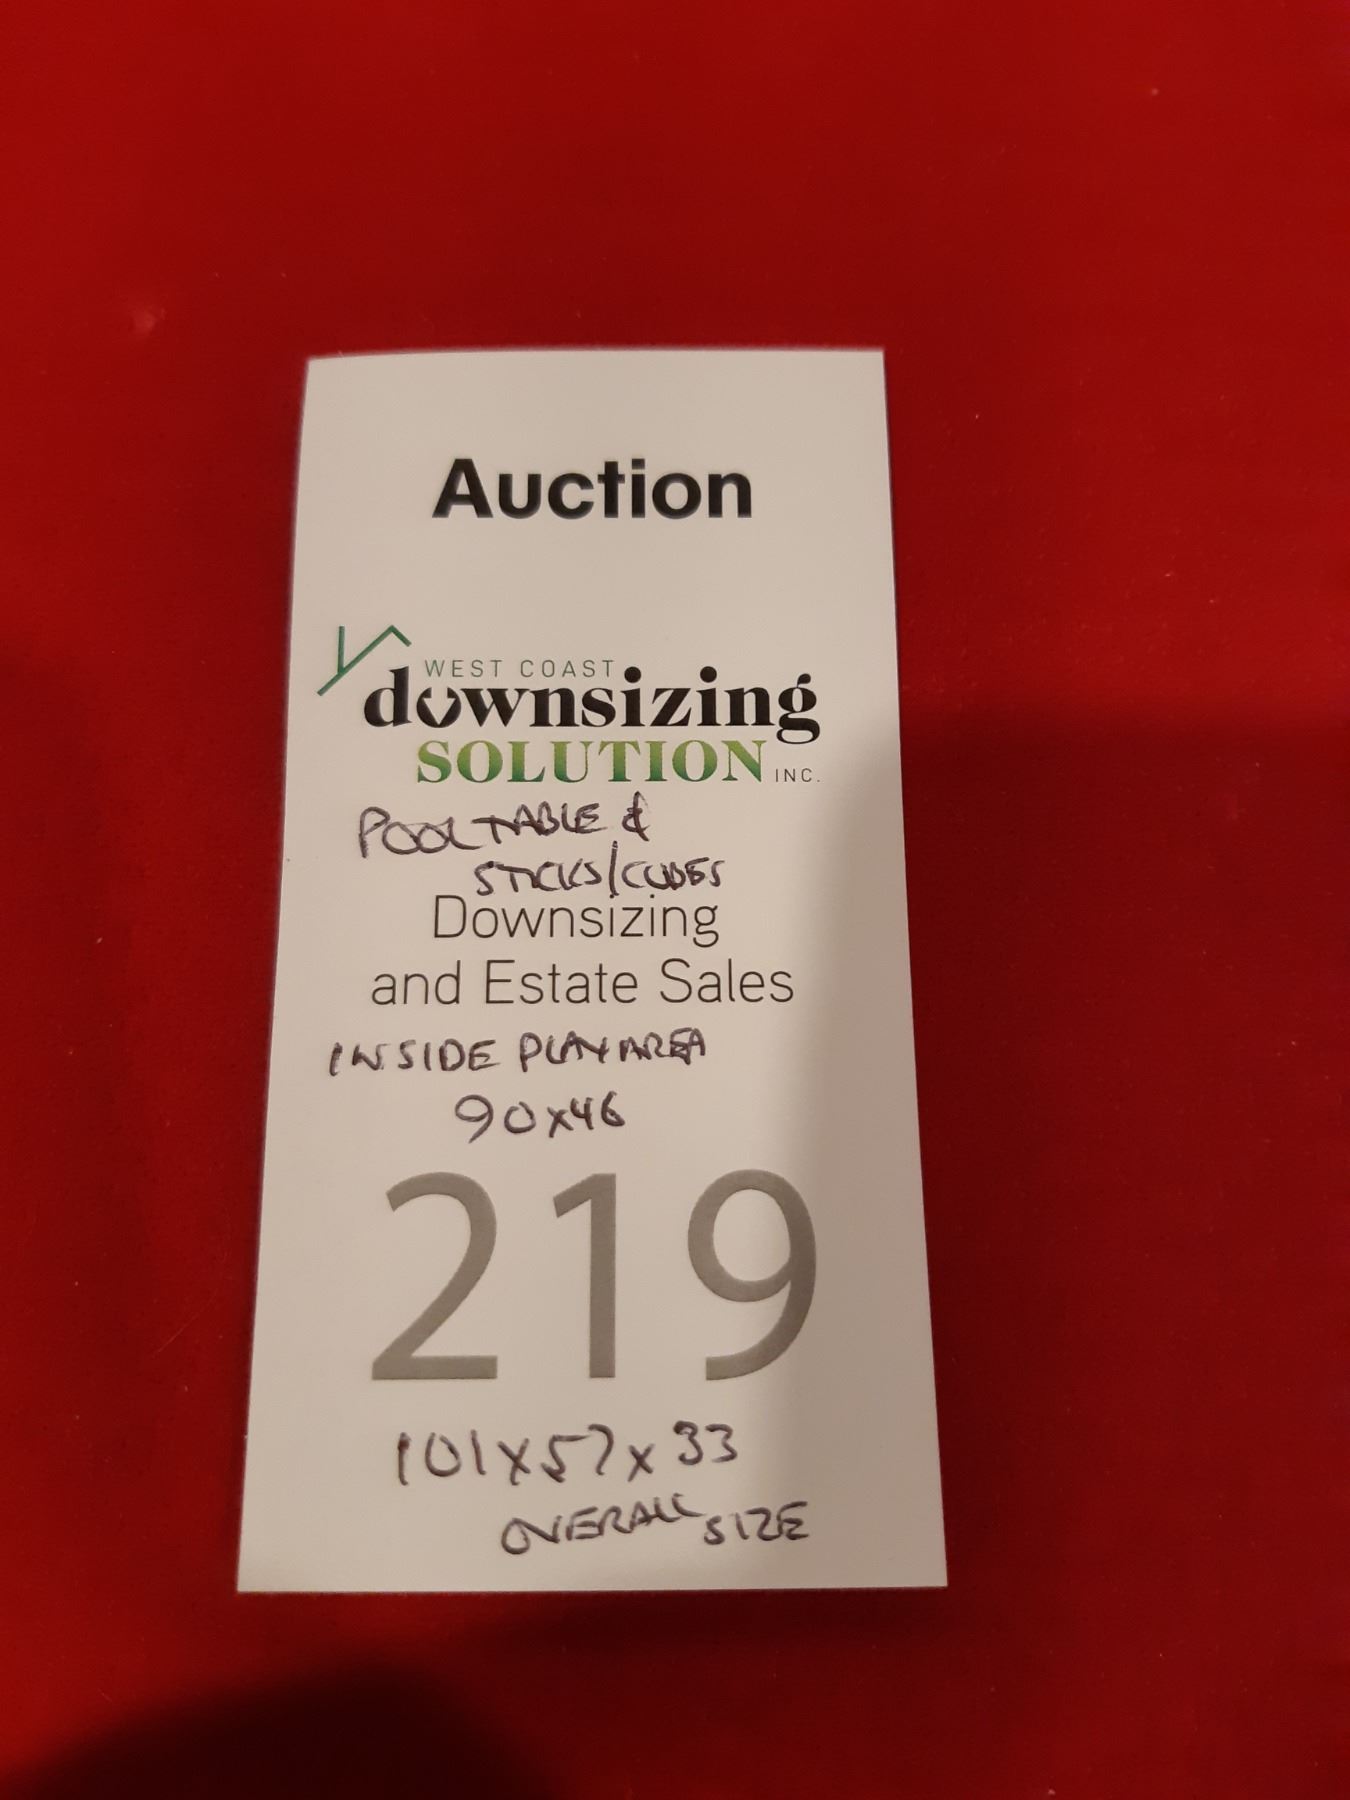 Auction
WEST COAST
downsizing
SOLUTION INC.
POOL TABLE &
STICKS/CUBES
Downsizing
and Estate Sales
INSIDE PLAY AREA
90x46
219
101x57x33
OVERALL SIZE